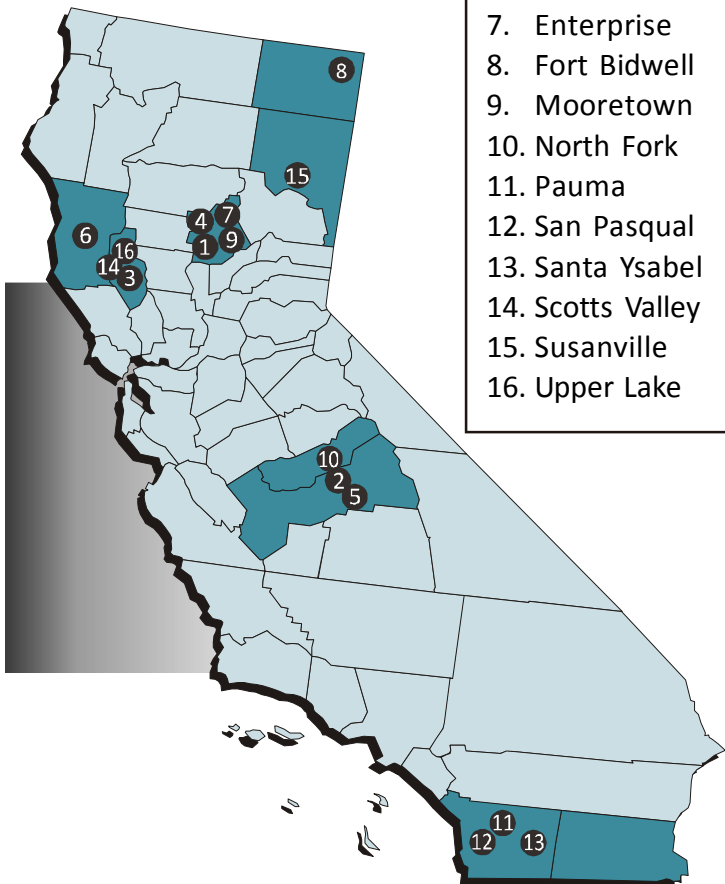 7. Enterprise
8. Fort Bidwell
9. Mooretown
10. North Fork
11. Pauma
12. San Pasqual
13. Santa Ysabel
14. Scotts Valley
15. Susanville
16. Upper Lake
8
15
4
7
6
1
9
16
14
3
10
2
5
11
12
13